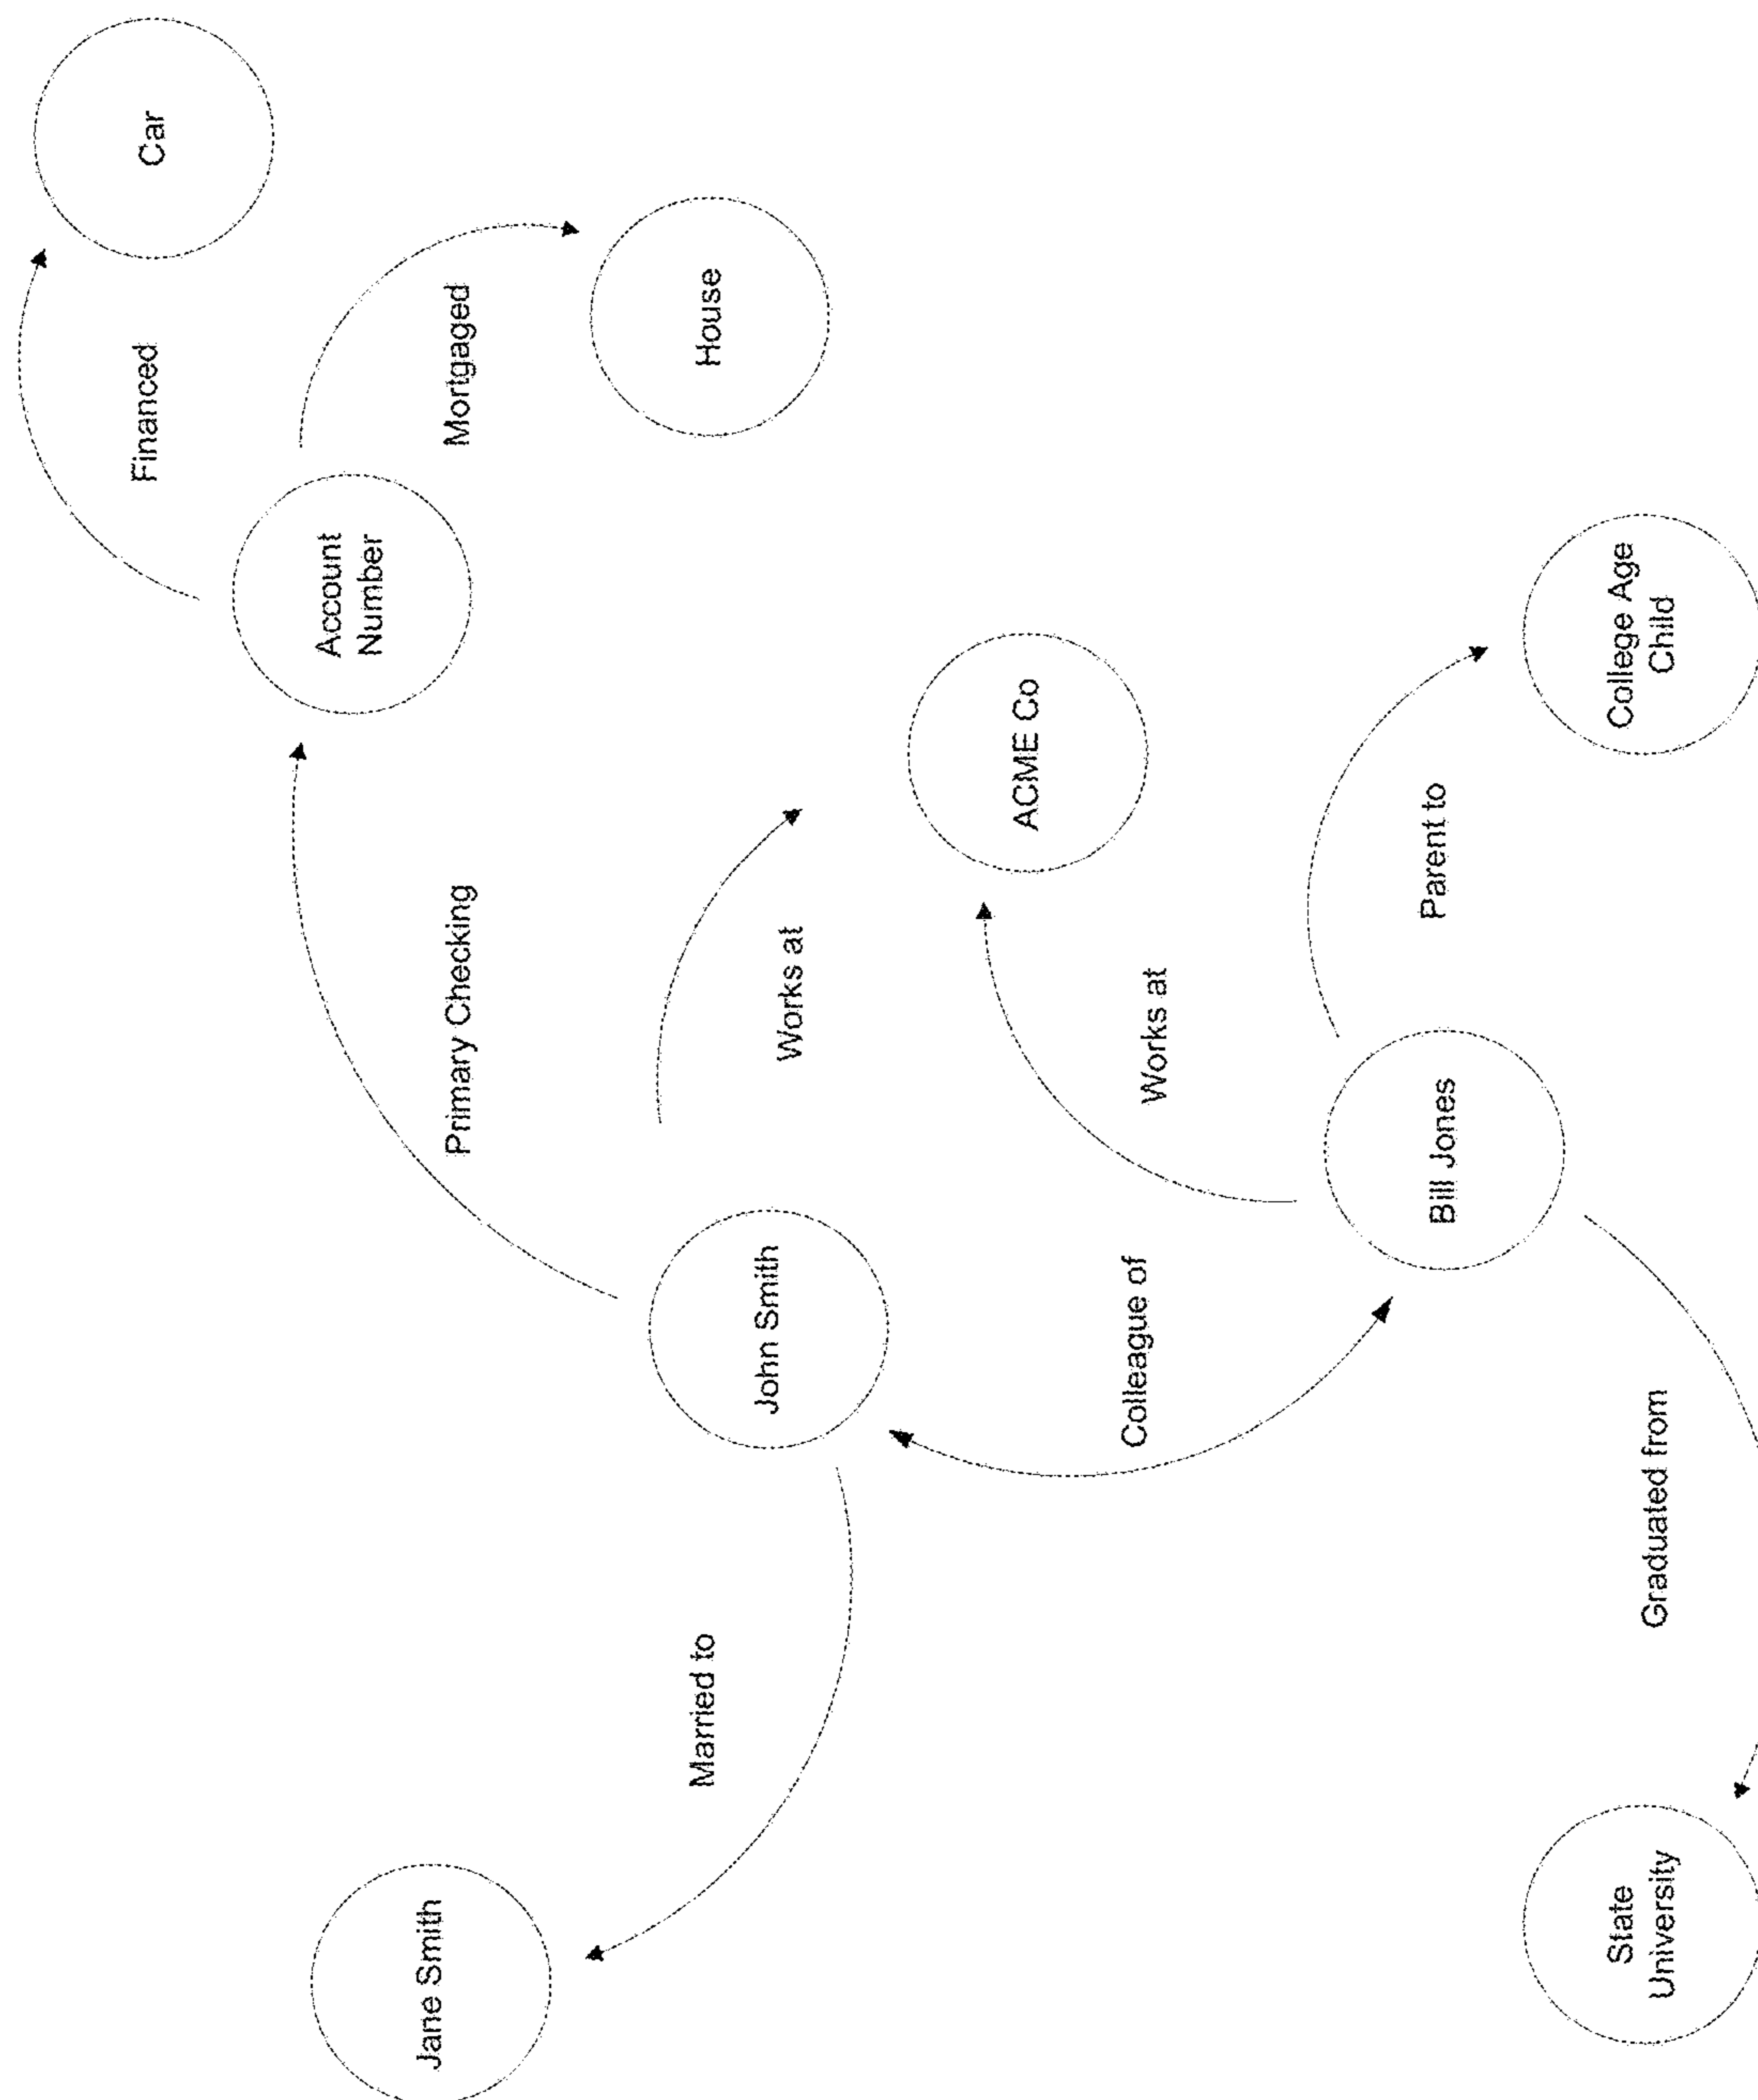 Jane Smith
Married to
John Smith
Primary Checking
Account
Number
Financed
Car
Mortgaged
House
Works at
ACME Co
Colleague of
Works at
Bill Jones
Parent to
College Age
Child
Graduated from
State
University